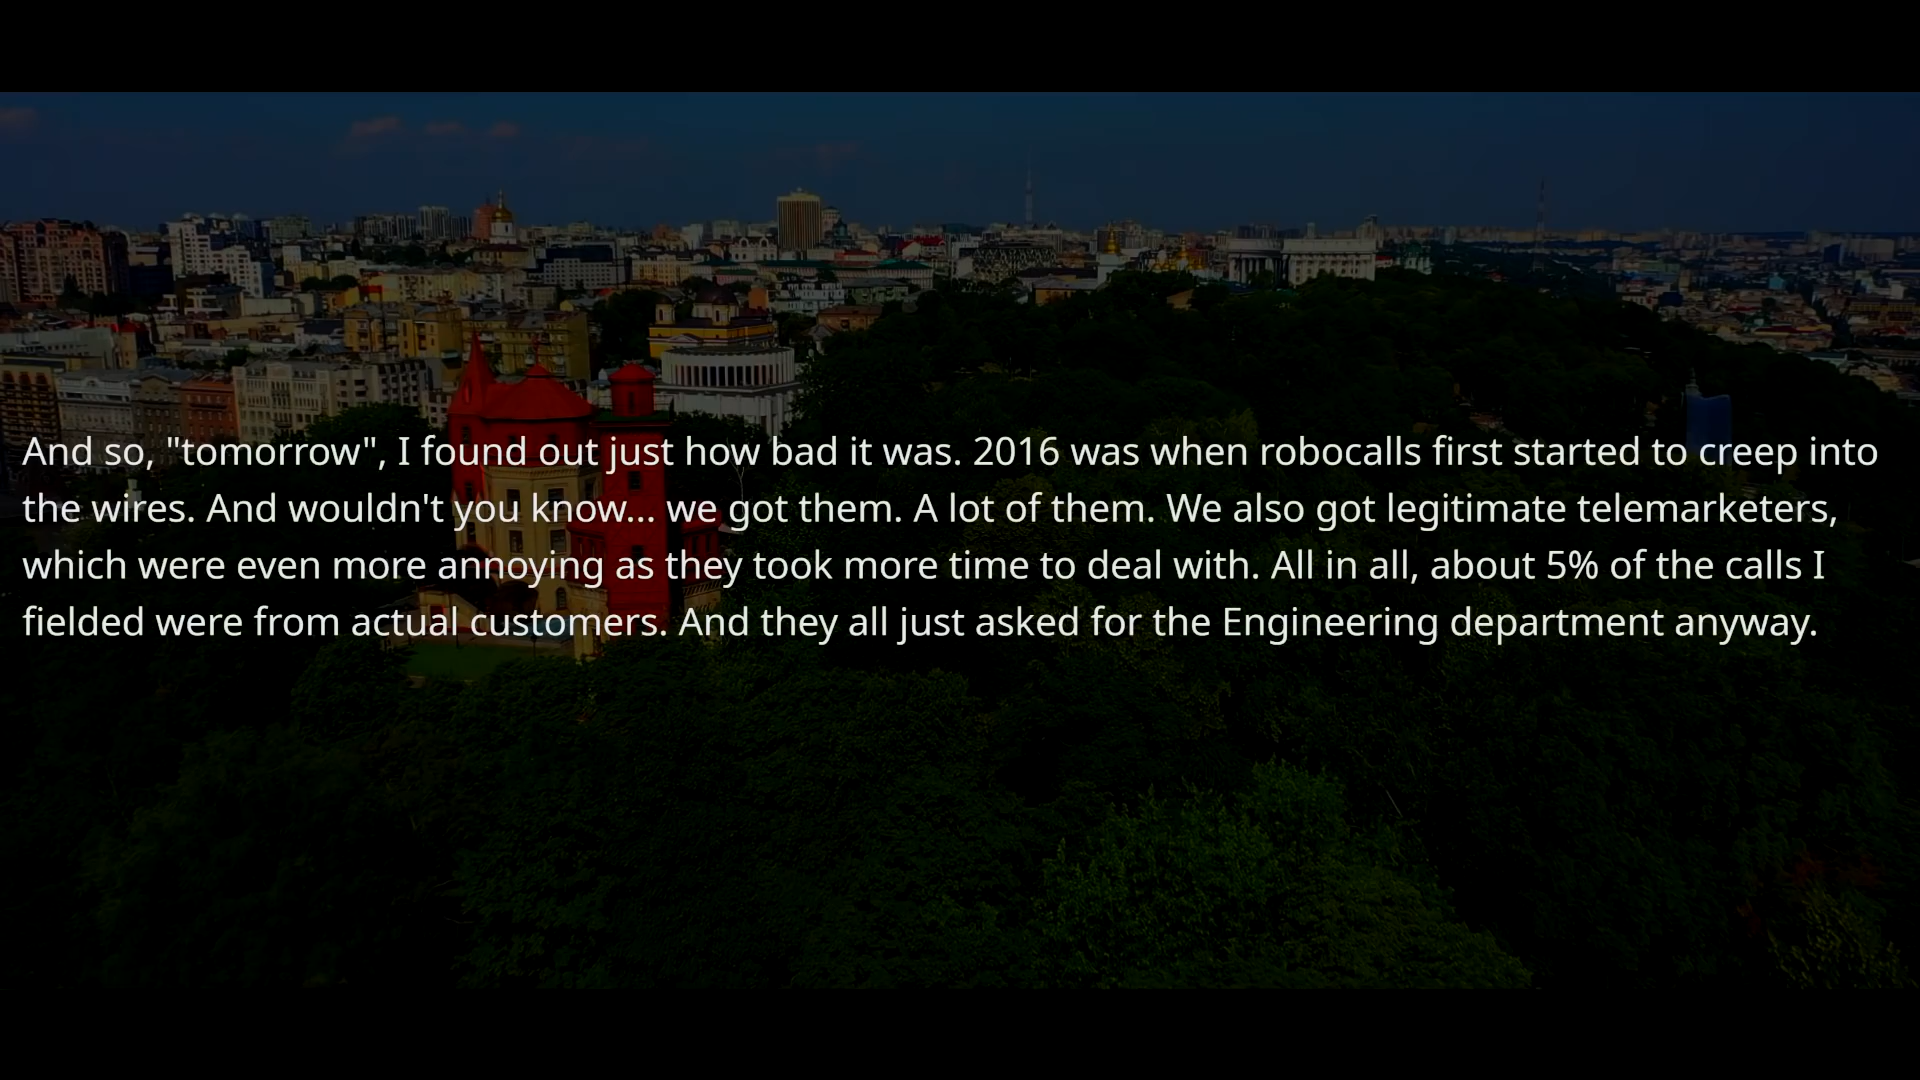 And so, "tomorrow", I found out just how bad it was. 2016 was when robocalls first started to creep into
the wires. And wouldn't you know... we got them. A lot of them. We also got legitimate telemarketers,
which were even more annoying as they took more time to deal with. All in all, about 5% of the calls I
fielded were from actual customers. And they all just asked for the Engineering department anyway.